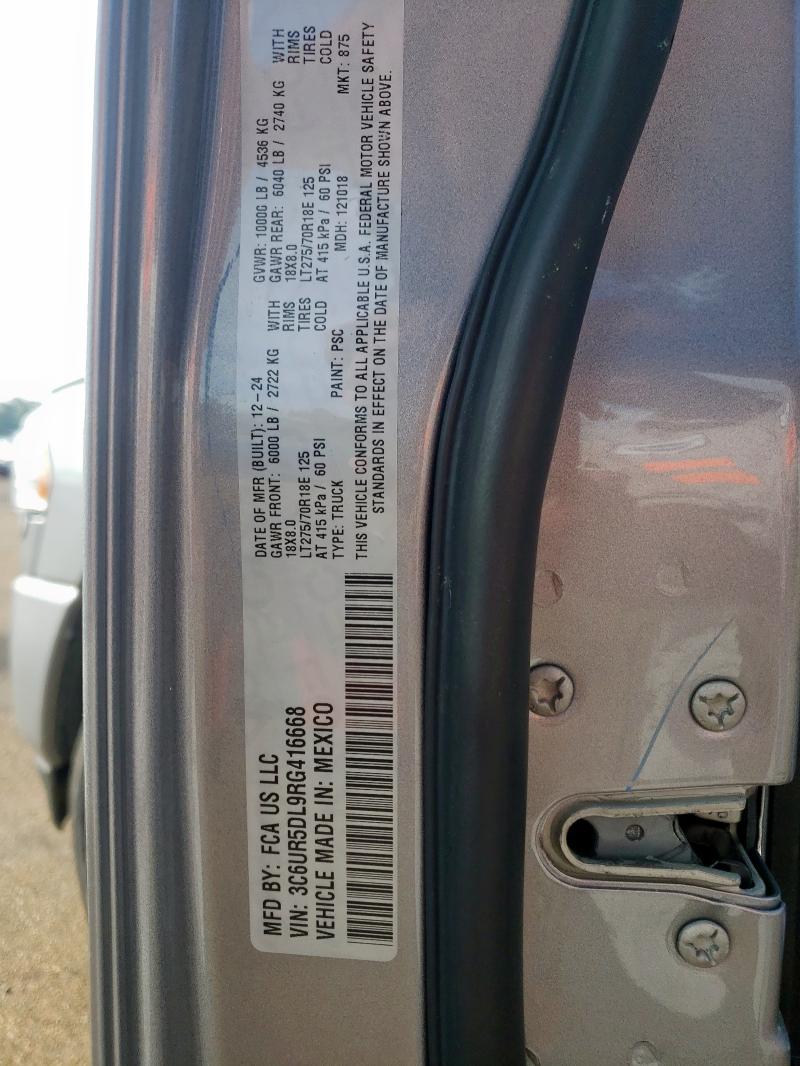 MFD BY: FCA US LLC
VIN: 3C6UR5DL9RG416668
VEHICLE MADE IN: MEXICO
DATE OF MFR (BUILT): 12-24
GVWR: 10000 LB / 4536 KG
GAWR FRONT: 6000 LB / 2722 KG WITH
GAWR REAR: 6040 LB / 2740 KG WITH
18X8.0 RIMS
18X8.0 RIMS
LT275/70R18E 125 TIRES
LT275/70R18E 125 TIRES
AT 415 kPa / 60 PSI COLD
AT 415 kPa / 60 PSI COLD
TYPE: TRUCK PAINT: PSC MDH: 121018 MKT: 875
THIS VEHICLE CONFORMS TO ALL APPLICABLE U.S.A. FEDERAL MOTOR VEHICLE SAFETY
STANDARDS IN EFFECT ON THE DATE OF MANUFACTURE SHOWN ABOVE.